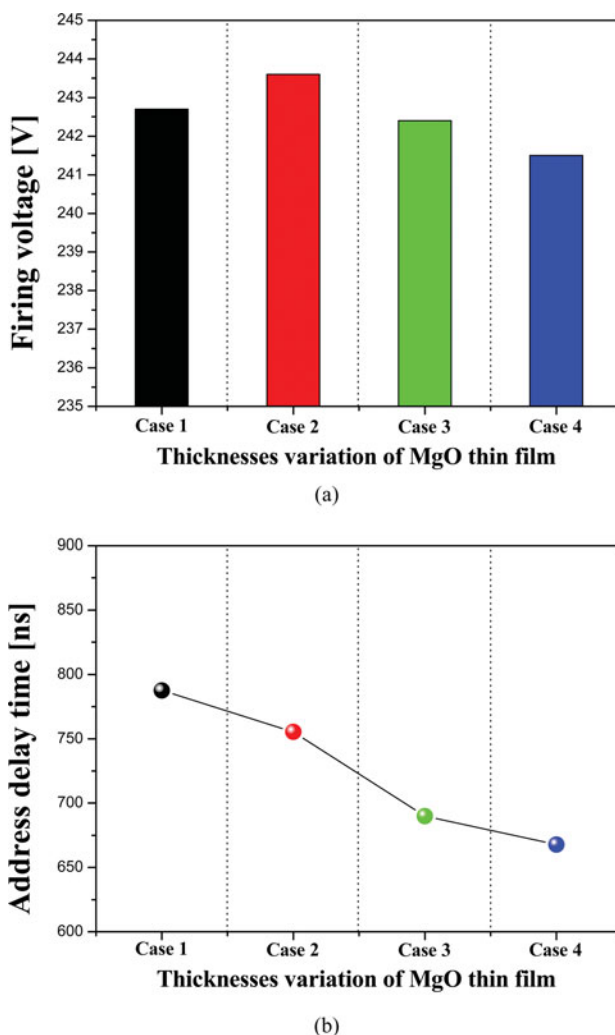 245
244
243
242
241
240
239
238
237
236
235
Firing voltage [V]
Case 1 Case 2 Case 3 Case 4
Thicknesses variation of MgO thin film
(a)
900
850
800
750
700
650
600
Address delay time [ns]
Case 1 Case 2 Case 3 Case 4
Thicknesses variation of MgO thin film
(b)